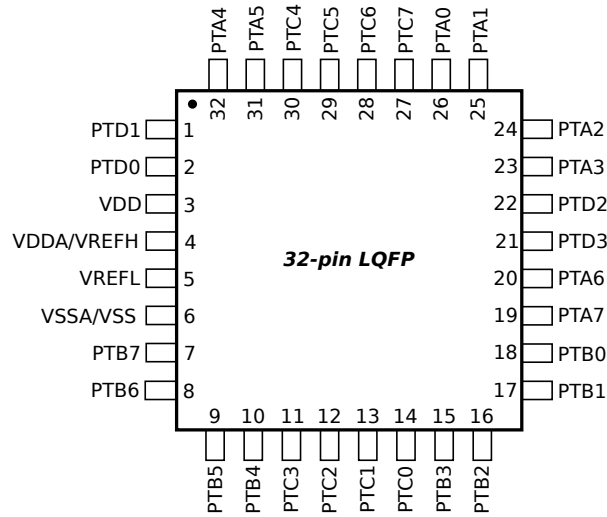 PTA4 PTA5 PTC4 PTC5 PTC6 PTC7 PTA0 PTA1
32 31 30 29 28 27 26 25
PTD1 1 24 PTA2
PTD0 2 23 PTA3
VDD 3 22 PTD2
VDDA/VREFH 4 21 PTD3
32-pin LQFP
VREFL 5 20 PTA6
VSSA/VSS 6 19 PTA7
PTB7 7 18 PTB0
PTB6 8 17 PTB1
9 10 11 12 13 14 15 16
PTB5 PTB4 PTC3 PTC2 PTC1 PTC0 PTB3 PTB2